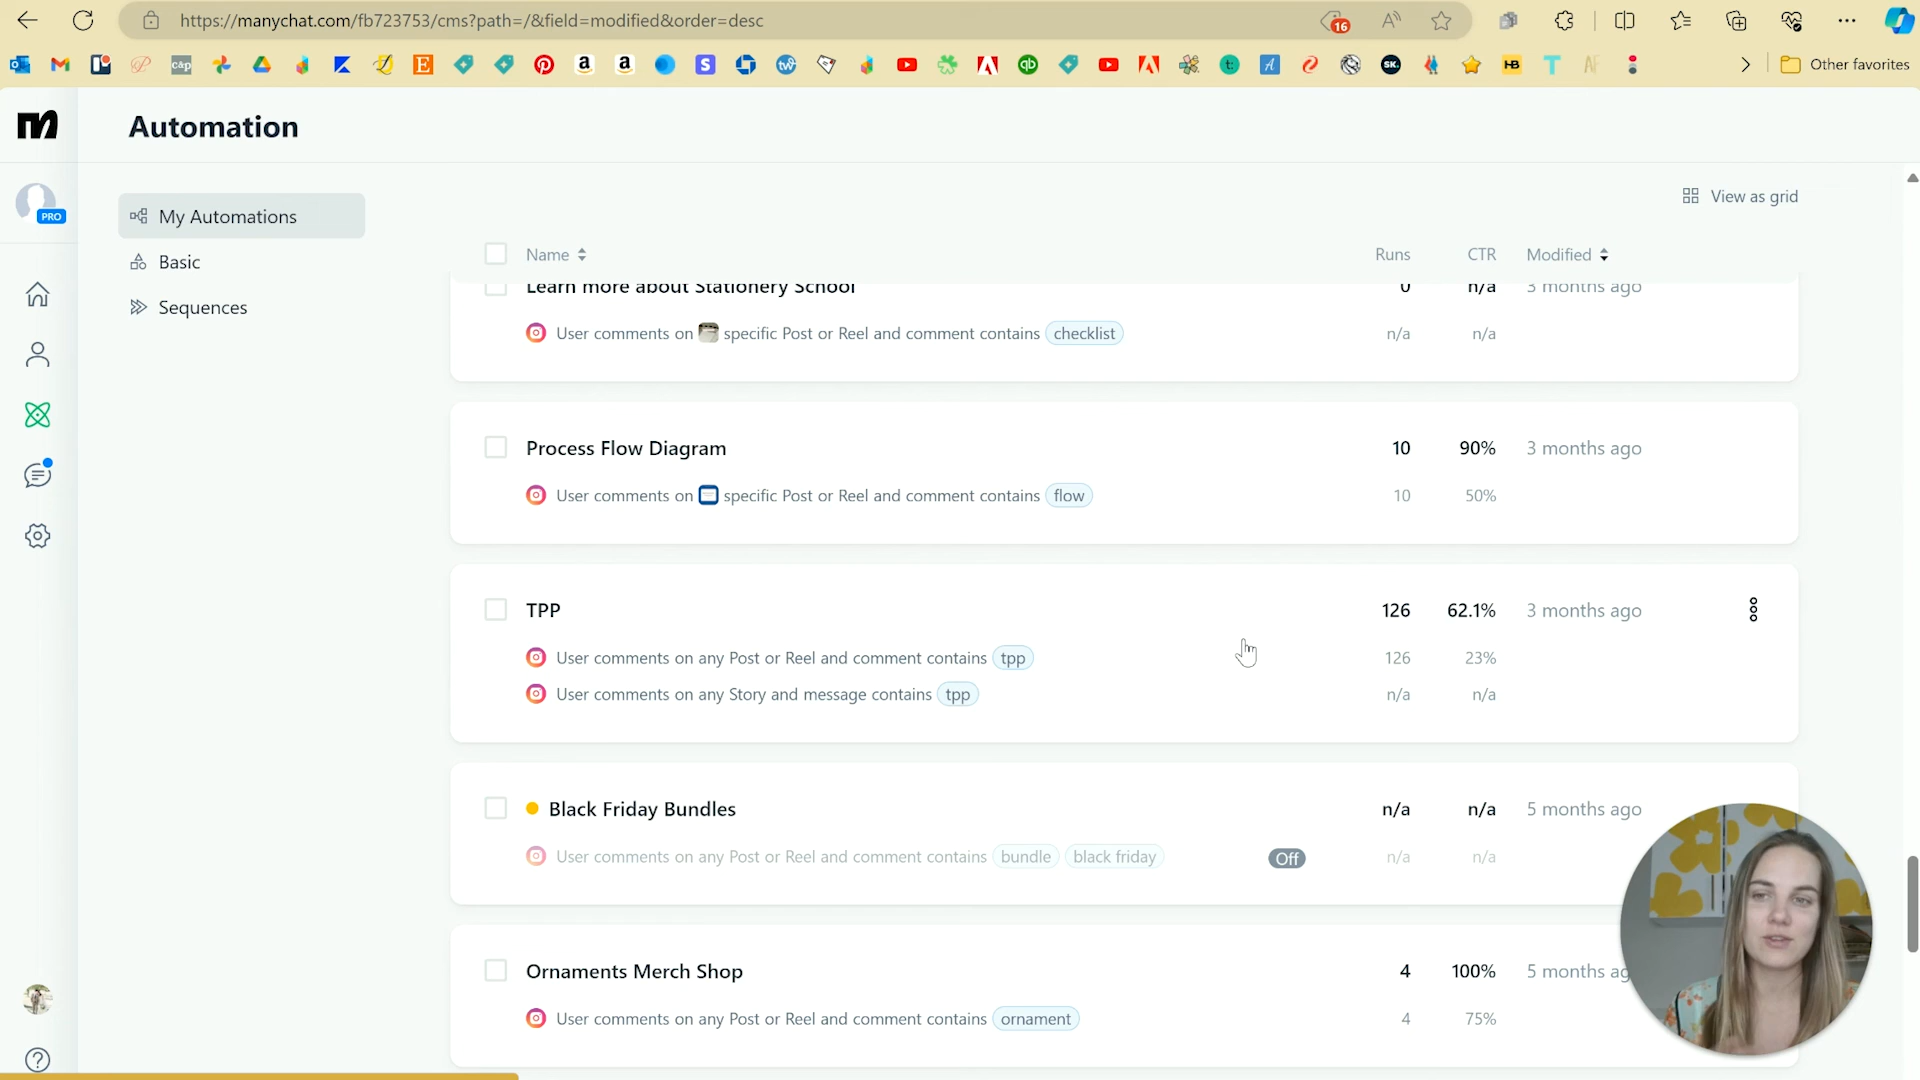 https://manychat.com/fb723753/cms?path=/&field=modified&order=desc
16
Other favorites
Automation
PRO
My Automations
Basic
Sequences
View as grid
Name
Runs
CTR
Modified
Learn more about Stationery School
0
n/a
3 months ago
User comments on specific Post or Reel and comment contains checklist
n/a
n/a
Process Flow Diagram
10
90%
3 months ago
User comments on specific Post or Reel and comment contains flow
10
50%
TPP
126
62.1%
3 months ago
User comments on any Post or Reel and comment contains tpp
126
23%
User comments on any Story and message contains tpp
n/a
n/a
Black Friday Bundles
n/a
n/a
5 months ago
User comments on any Post or Reel and comment contains bundle black friday
Off
n/a
n/a
Ornaments Merch Shop
4
100%
5 months
User comments on any Post or Reel and comment contains ornament
4
75%